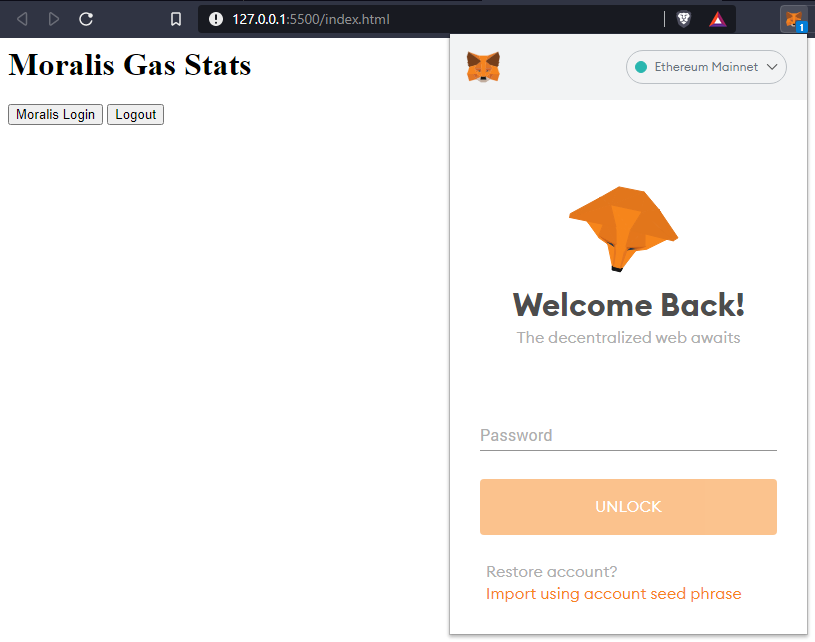 127.0.0.1:5500/index.html
1
Moralis Gas Stats
Moralis Login Logout
Ethereum Mainnet
Welcome Back!
The decentralized web awaits
Password
UNLOCK
Restore account?
Import using account seed phrase